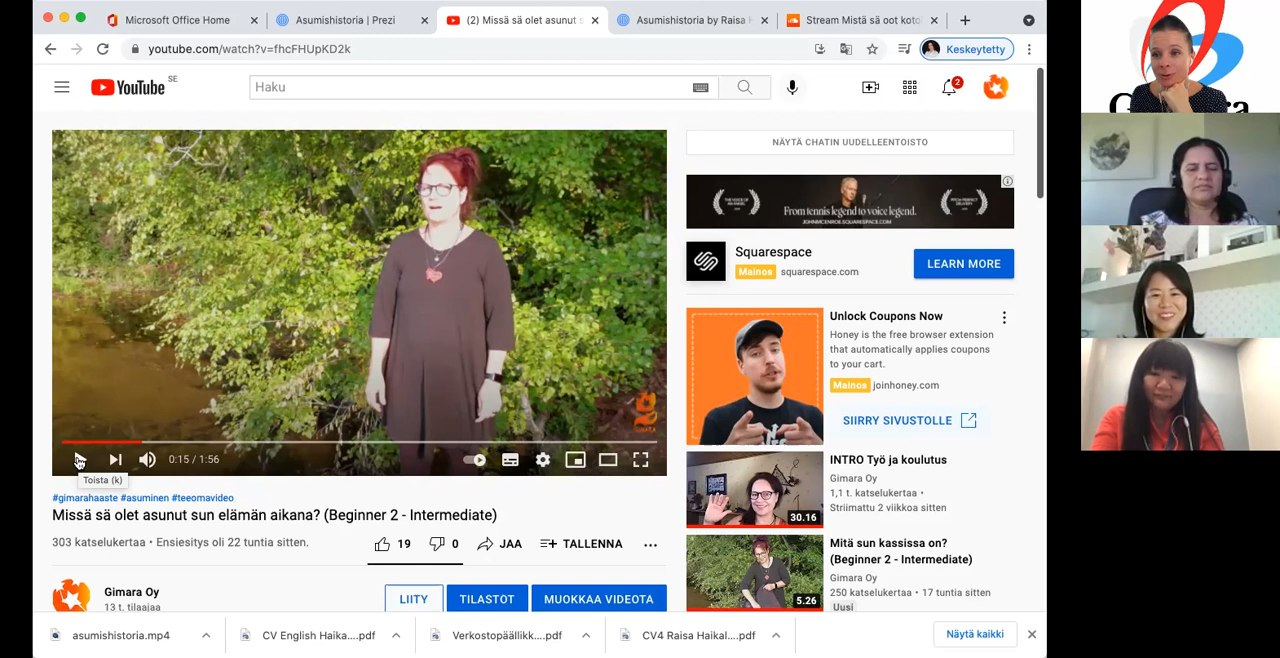 Microsoft Office Home
Asumishistoria | Prezi
(2) Missä sä olet asunut s
Asumishistoria by Raisa
Stream Mistä sä oot koto
youtube.com/watch?v=fhcFHUpKD2k
Keskeytetty
YouTube SE
Haku
2
NÄYTÄ CHATIN UUDELLEENTOISTO
From tennis legend to voice legend.
Squarespace
Mainos squarespace.com
LEARN MORE
Unlock Coupons Now
Honey is the free browser extension
that automatically applies coupons
to your cart.
Mainos joinhoney.com
SIIRRY SIVUSTOLLE
INTRO Työ ja koulutus
Gimara Oy
1,1 t. katselukertaa •
Striimattu 2 viikkoa sitten
30.16
Mitä sun kassissa on?
(Beginner 2 - Intermediate)
Gimara Oy
250 katselukertaa • 17 tuntia sitten
Uusi
5.26
0:15 / 1:56
Toista (k)
#gimarahaaste #asuminen #teeomavideo
Missä sä olet asunut sun elämän aikana? (Beginner 2 - Intermediate)
303 katselukertaa • Ensiesitys oli 22 tuntia sitten.
19
0
JAA
TALLENNA
Gimara Oy
13 t. tilaajaa
LIITY
TILASTOT
MUOKKAA VIDEOTA
asumishistoria.mp4
CV English Haika....pdf
Verkostopäällikk....pdf
CV4 Raisa Haikal....pdf
Näytä kaikki